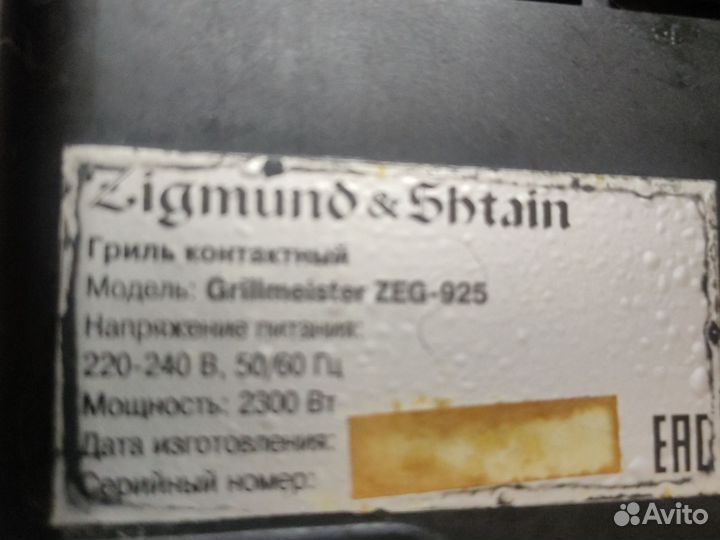 Zigmund & Shtain
Гриль контактный
Модель: Grillmeister ZEG-925
Напряжение питания:
220-240 В, 50/60 Гц
Мощность: 2300 Вт
Дата изготовления:
Серийный номер:
EAC
Avito